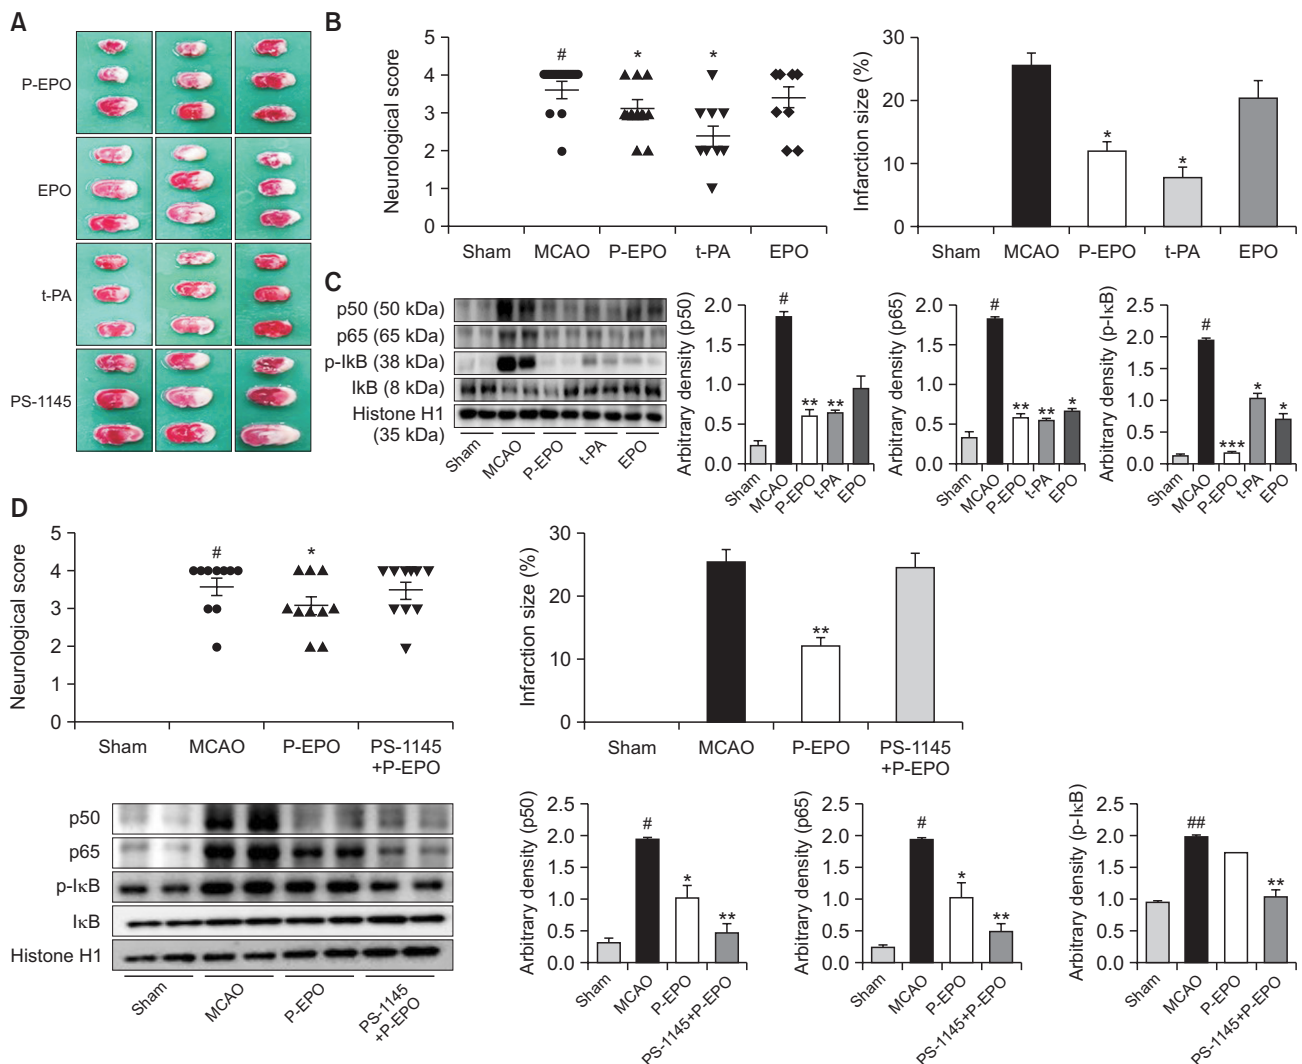 A
P-EPO
EPO
t-PA
PS-1145
B
Neurological score
5
4
3
2
1
0
#
*
*
Sham
MCAO
P-EPO
t-PA
EPO
Infarction size (%)
30
20
10
0
*
*
Sham
MCAO
P-EPO
t-PA
EPO
C
p50 (50 kDa)
p65 (65 kDa)
p-IkB (38 kDa)
IkB (8 kDa)
Histone H1
(35 kDa)
Sham
MCAO
P-EPO
t-PA
EPO
Arbitrary density (p50)
2.0
1.5
1.0
0.5
0.0
#
**
**
Sham
MCAO
P-EPO
t-PA
EPO
Arbitrary density (p65)
2.0
1.5
1.0
0.5
0.0
#
**
**
*
Sham
MCAO
P-EPO
t-PA
EPO
Arbitrary density (p-IκB)
2.5
2.0
1.5
1.0
0.5
0.0
#
***
*
*
Sham
MCAO
P-EPO
t-PA
EPO
D
Neurological score
5
4
3
2
1
0
#
*
Sham
MCAO
P-EPO
PS-1145
+P-EPO
Infarction size (%)
30
20
10
0
**
Sham
MCAO
P-EPO
PS-1145
+P-EPO
p50
p65
p-IκB
IκB
Histone H1
Sham
MCAO
P-EPO
PS-1145
+P-EPO
Arbitrary density (p50)
2.5
2.0
1.5
1.0
0.5
0.0
#
*
**
Sham
MCAO
P-EPO
PS-1145+P-EPO
Arbitrary density (p65)
2.5
2.0
1.5
1.0
0.5
0.0
#
*
**
Sham
MCAO
P-EPO
PS-1145+P-EPO
Arbitrary density (p-IκB)
2.5
2.0
1.5
1.0
0.5
0.0
##
**
Sham
MCAO
P-EPO
PS-1145+P-EPO